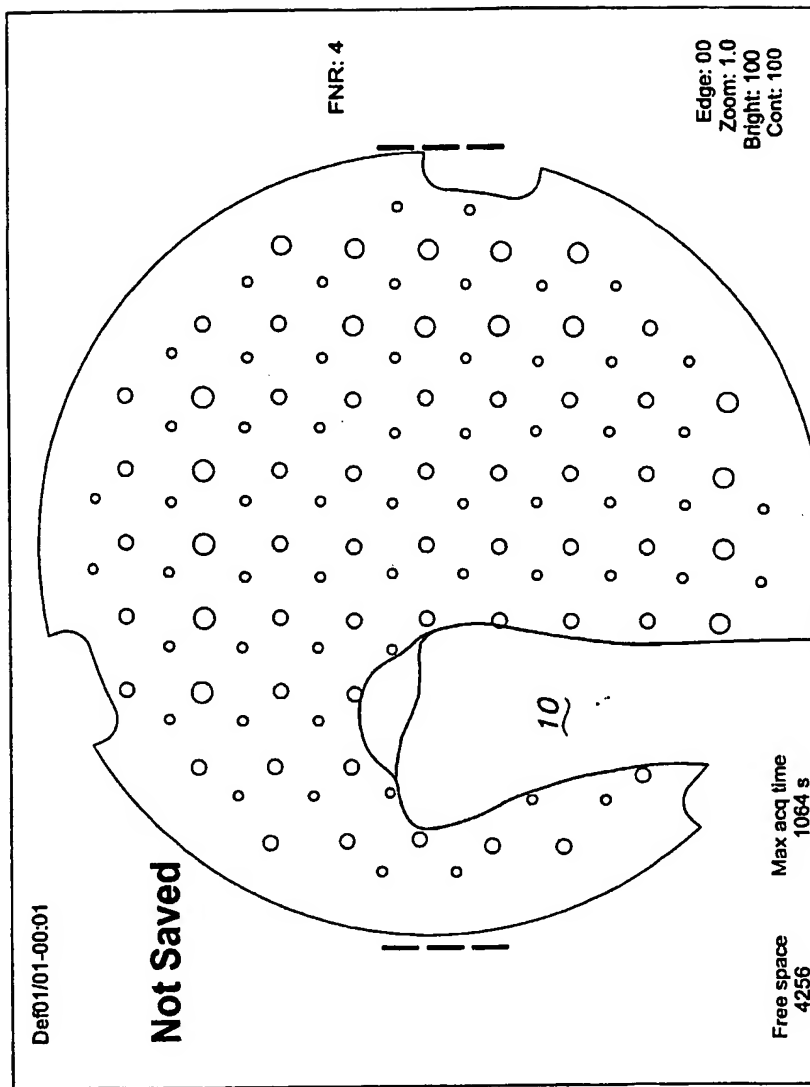 Def01/01-00:01
Not Saved
FNR: 4
10
Free space
4256
Max acq time
1064 s
Edge: 00
Zoom: 1.0
Bright: 100
Cont: 100